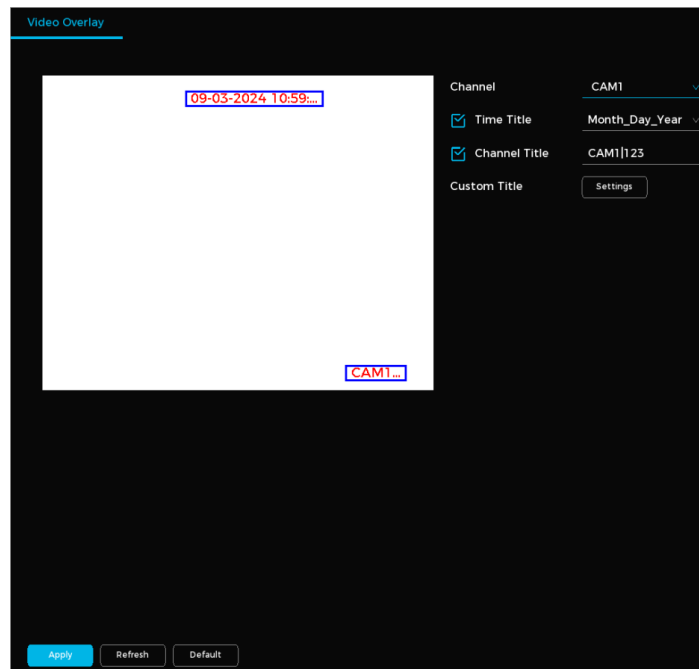 Video Overlay
09-03-2024 10:59:...
Channel CAM1
Time Title Month_Day_Year
Channel Title CAM1|123
Custom Title Settings
CAM1...
Apply Refresh Default